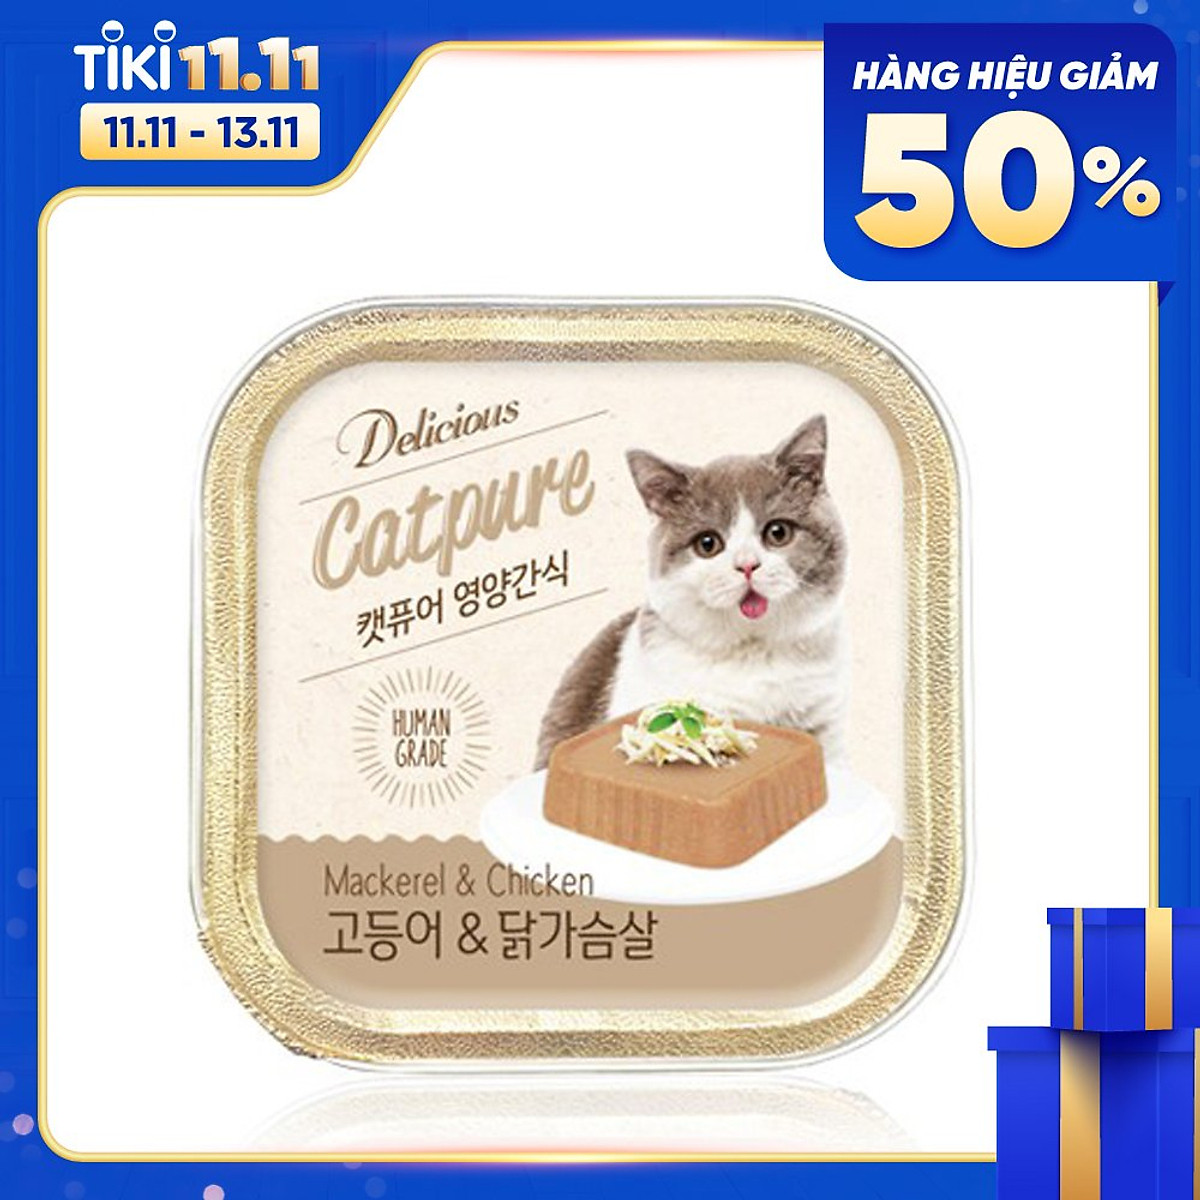 TIKI 11.11
11.11 - 13.11
HÀNG HIỆU GIẢM
50%
Delicious
Catpure
캣퓨어 영양간식
HUMAN
GRADE
Mackerel & Chicken
고등어 & 닭가슴살